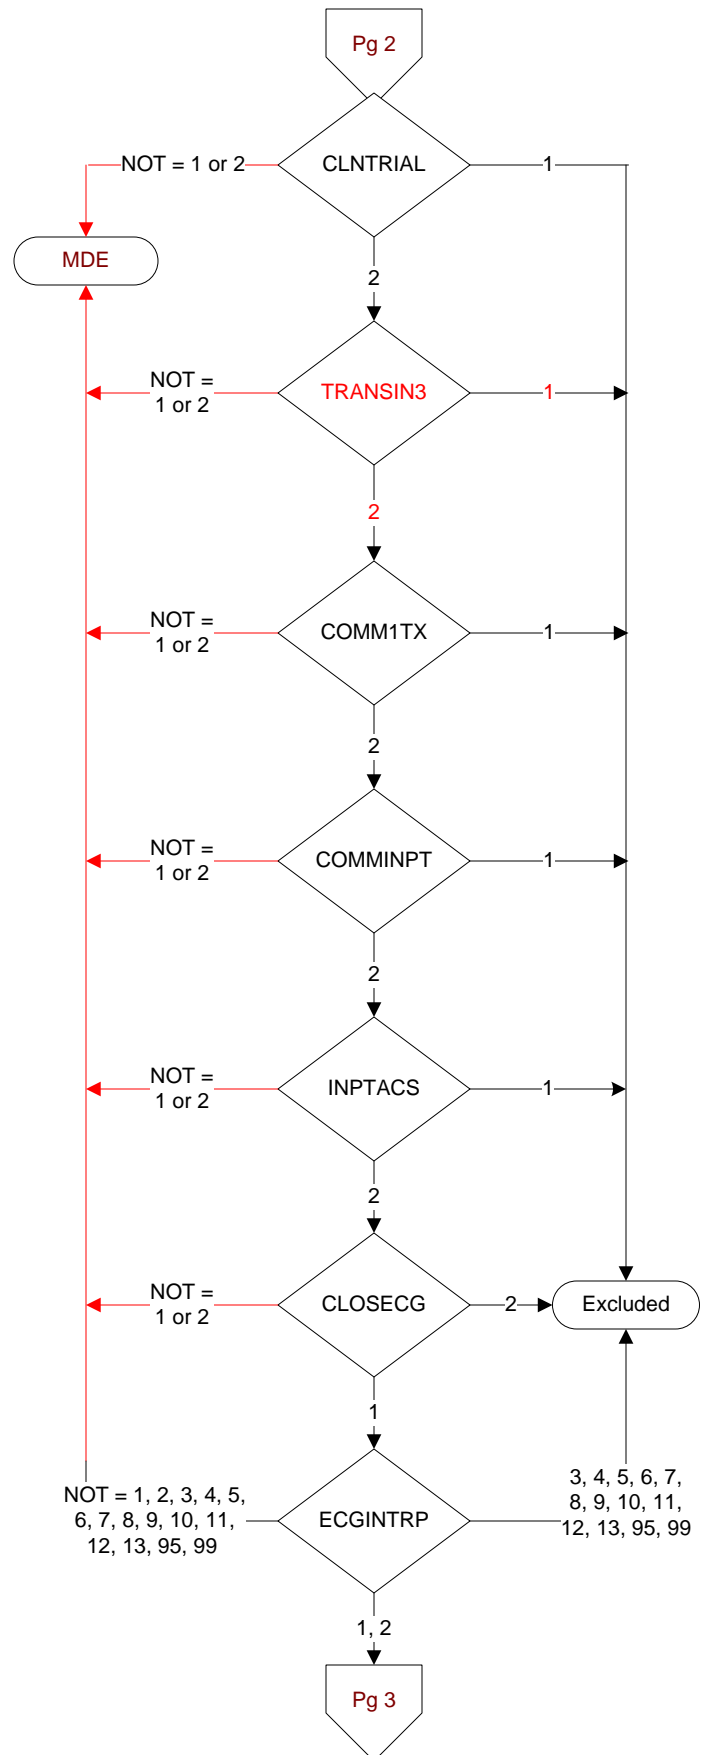 Pg 2
NOT = 1 or 2
CLNTRIAL
1
MDE
2
NOT =
1 or 2
TRANSIN3
1
2
NOT =
1 or 2
COMM1TX
1
2
NOT =
1 or 2
COMMINPT
1
2
NOT =
1 or 2
INPTACS
1
2
NOT =
1 or 2
CLOSECG
2
Excluded
1
NOT = 1, 2, 3, 4, 5,
6, 7, 8, 9, 10, 11,
12, 13, 95, 99
ECGINTRP
3, 4, 5, 6, 7,
8, 9, 10, 11,
12, 13, 95, 99
1, 2
Pg 3